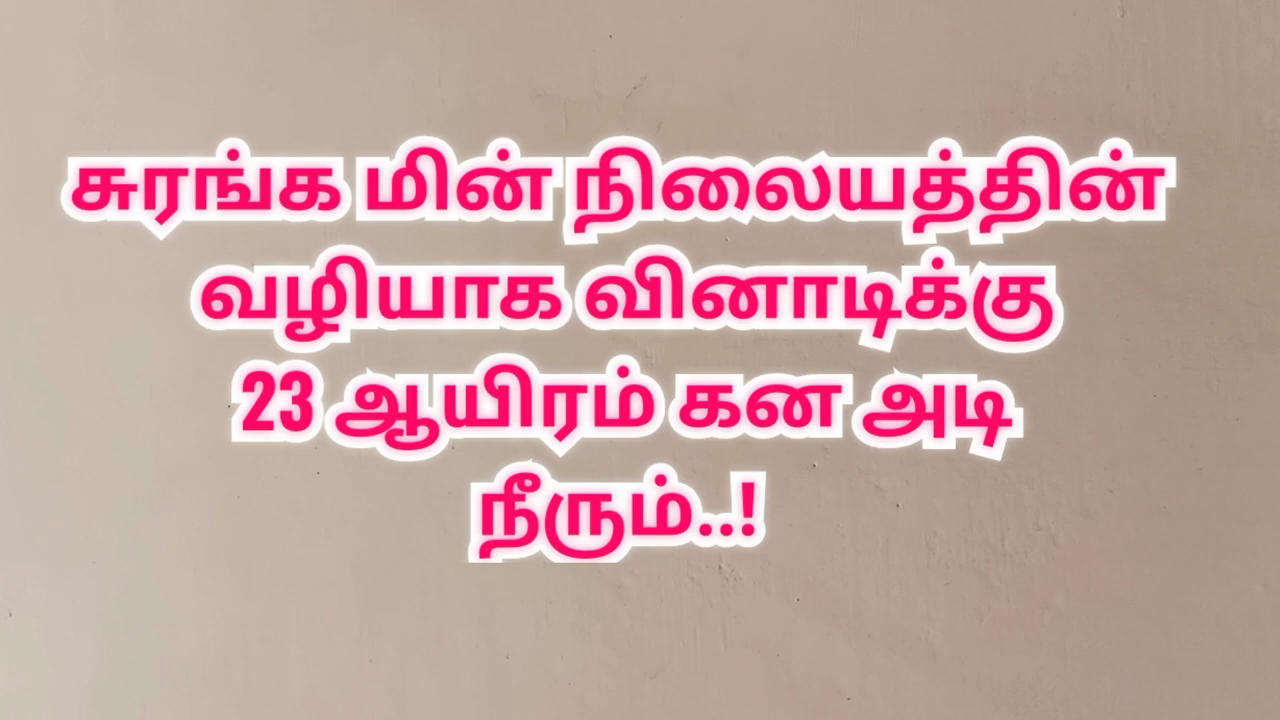 சுரங்க மின் நிலையத்தின்
வழியாக வினாடிக்கு
23 ஆயிரம் கன அடி
நீரும்..!